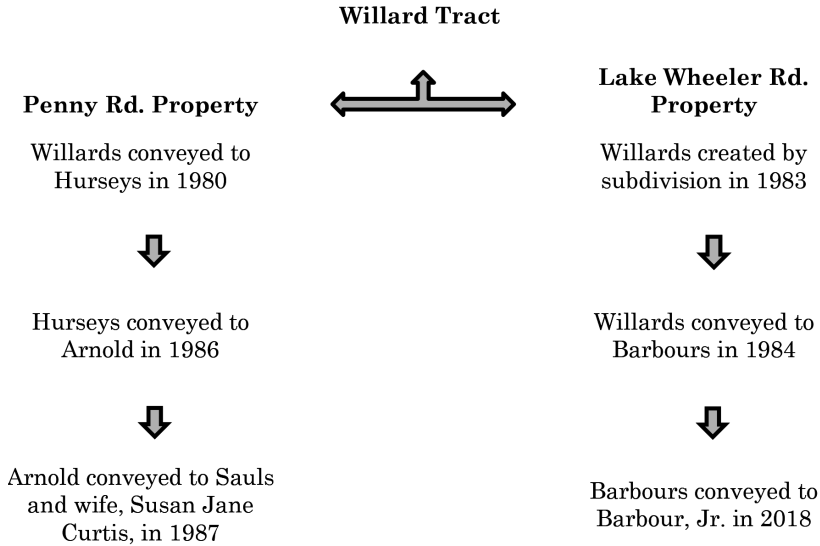 Willard Tract
Penny Rd. Property
Lake Wheeler Rd.
Property
Willards conveyed to
Hurseys in 1980
Willards created by
subdivision in 1983
Hurseys conveyed to
Arnold in 1986
Willards conveyed to
Barbours in 1984
Arnold conveyed to Sauls
and wife, Susan Jane
Curtis, in 1987
Barbours conveyed to
Barbour, Jr. in 2018